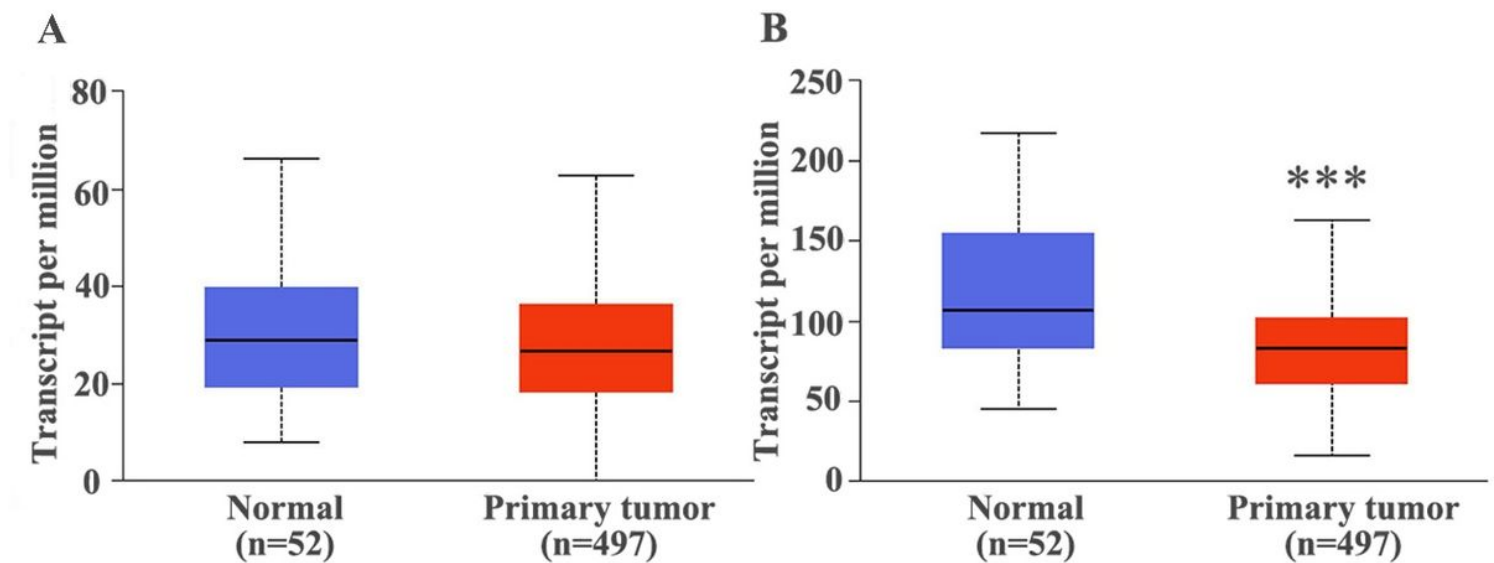 A
Transcript per million
80
60
40
20
0
Normal
(n=52)
Primary tumor
(n=497)
B
Transcript per million
250
200
150
100
50
0
***
Normal
(n=52)
Primary tumor
(n=497)